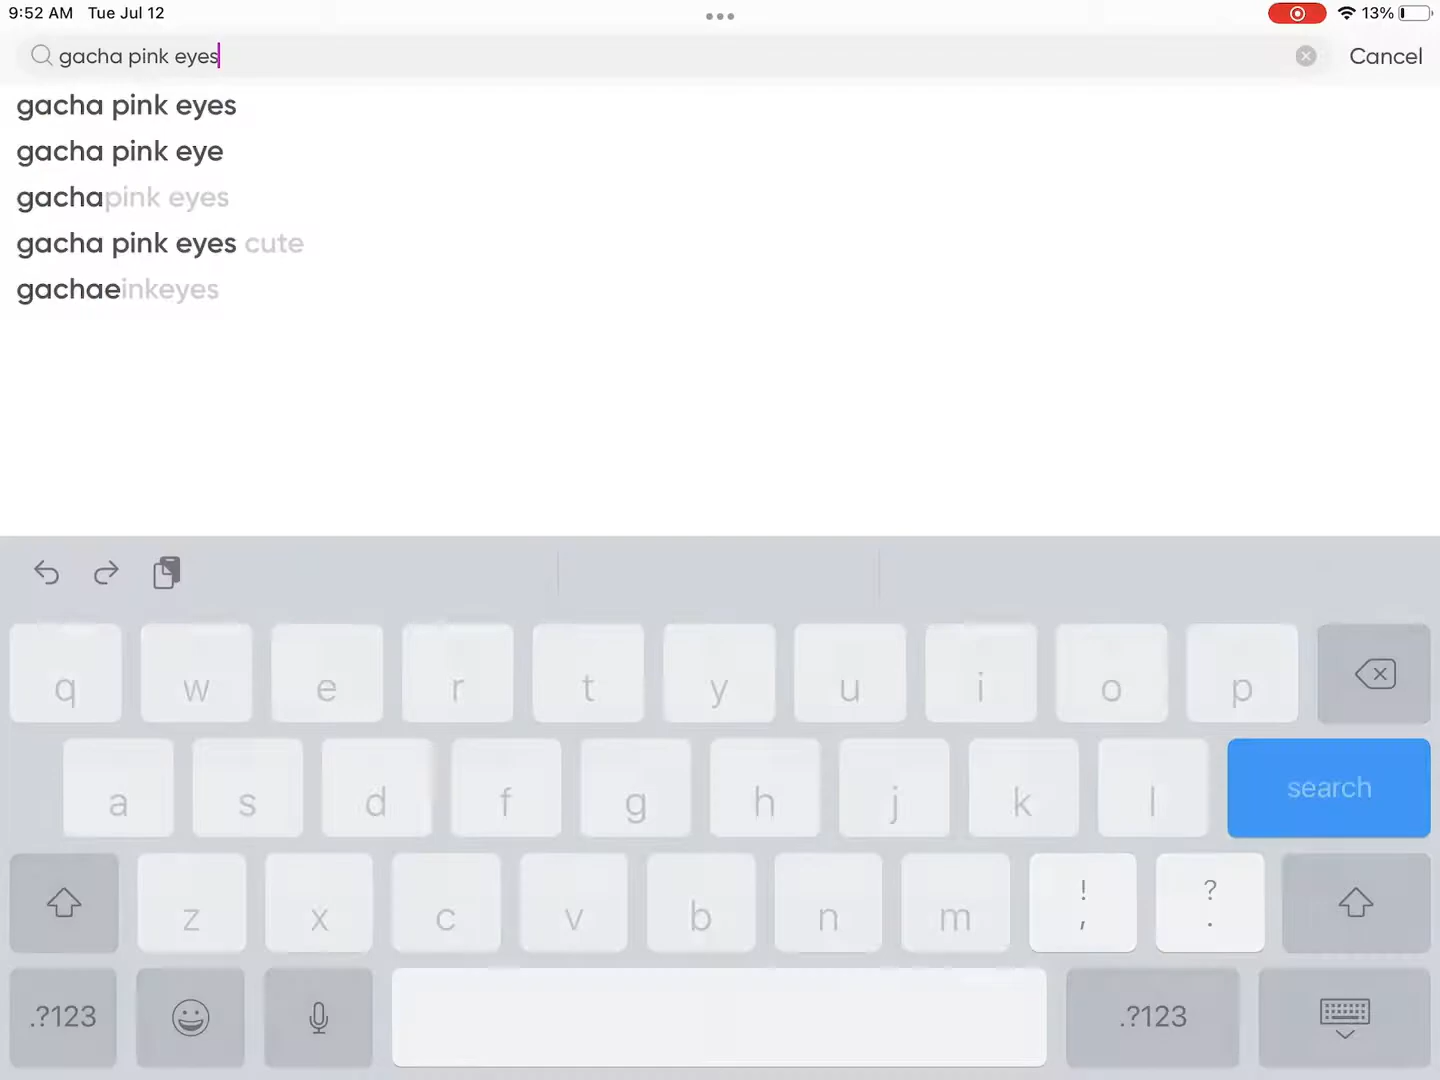 9:52 AM Tue Jul 12
13%
gacha pink eyes
Cancel
gacha pink eyes
gacha pink eye
gachapink eyes
gacha pink eyes cute
gachaeinkeyes
q w e r t y u i o p
a s d f g h j k l search
z x c v b n m ! , ? .
.?123 .?123